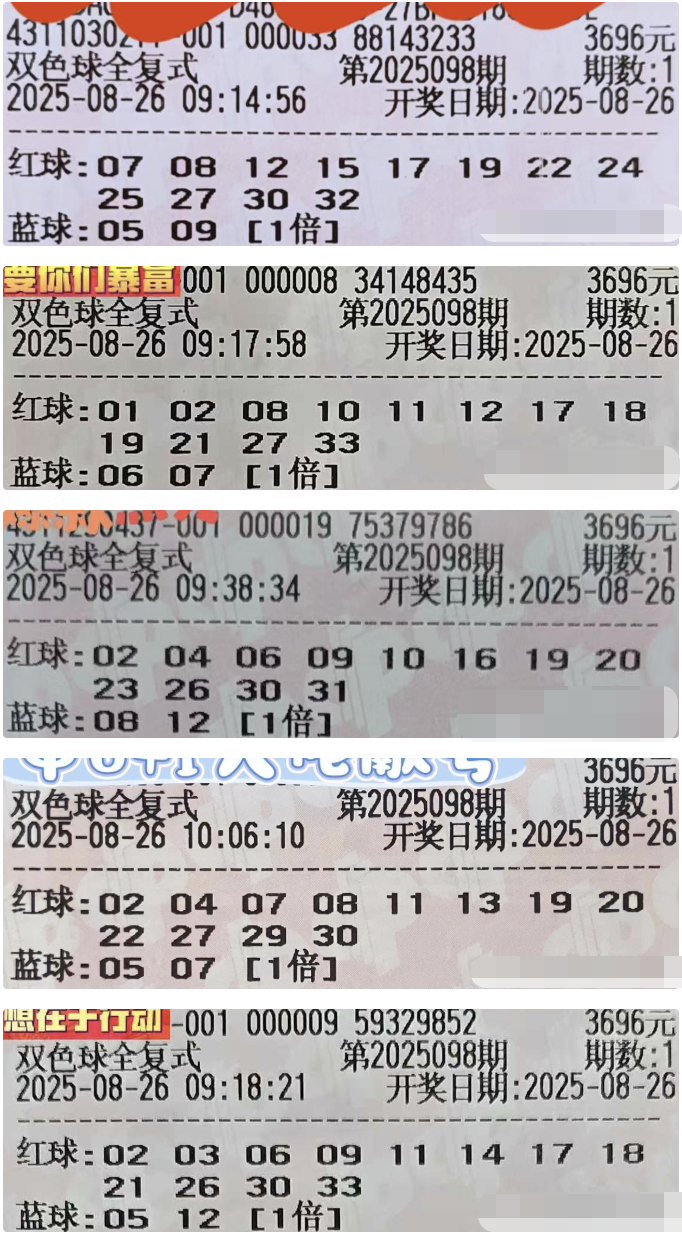 4311030211-001 000033 88143233 3696元
双色球全复式 第2025098期 期数:1
2025-08-26 09:14:56 开奖日期:2025-08-26
红球:07 08 12 15 17 19 22 24
25 27 30 32
蓝球:05 09 [1倍]
要你们暴富 001 000008 34148435 3696元
双色球全复式 第2025098期 期数:1
2025-08-26 09:17:58 开奖日期:2025-08-26
红球:01 02 08 10 11 12 17 18
19 21 27 33
蓝球:06 07 [1倍]
-001 000019 75379786 3696元
双色球全复式 第2025098期 期数:1
2025-08-26 09:38:34 开奖日期:2025-08-26
红球:02 04 06 09 10 16 19 20
23 26 30 31
蓝球:08 12 [1倍]
3696元
双色球全复式 第2025098期 期数:1
2025-08-26 10:06:10 开奖日期:2025-08-26
红球:02 04 07 08 11 13 19 20
22 27 29 30
蓝球:05 07 [1倍]
想在于行动 -001 000009 59329852 3696元
双色球全复式 第2025098期 期数:1
2025-08-26 09:18:21 开奖日期:2025-08-26
红球:02 03 06 09 11 14 17 18
21 26 30 33
蓝球:05 12 [1倍]